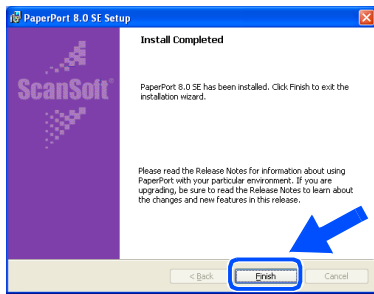 PaperPort 8.0 SE Setup
Install Completed
ScanSoft®
PaperPort 8.0 SE has been installed. Click Finish to exit the
installation wizard.
Please read the Release Notes for information about using
PaperPort with your particular environment. If you are
upgrading, be sure to read the Release Notes to learn about
the changes and new features in this release.
< Back
Finish
Cancel